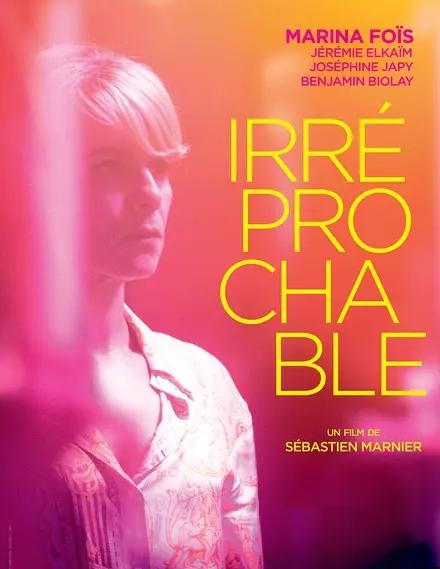 MARINA FOÏS
JÉRÉMIE ELKAÏM
JOSÉPHINE JAPY
BENJAMIN BIOLAY
IRRÉ
PRO
CHA
BLE
UN FILM DE
SÉBASTIEN MARNIER